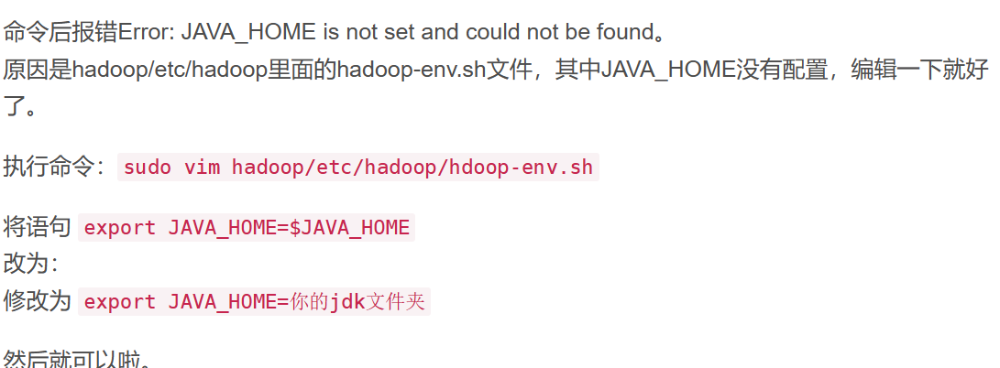 命令后报错Error: JAVA_HOME is not set and could not be found。
原因是hadoop/etc/hadoop里面的hadoop-env.sh文件，其中JAVA_HOME没有配置，编辑一下就好
了。
执行命令：sudo vim hadoop/etc/hadoop/hdoop-env.sh
将语句 export JAVA_HOME=$JAVA_HOME
改为：
修改为 export JAVA_HOME=你的jdk文件夹
然后就可以啦。